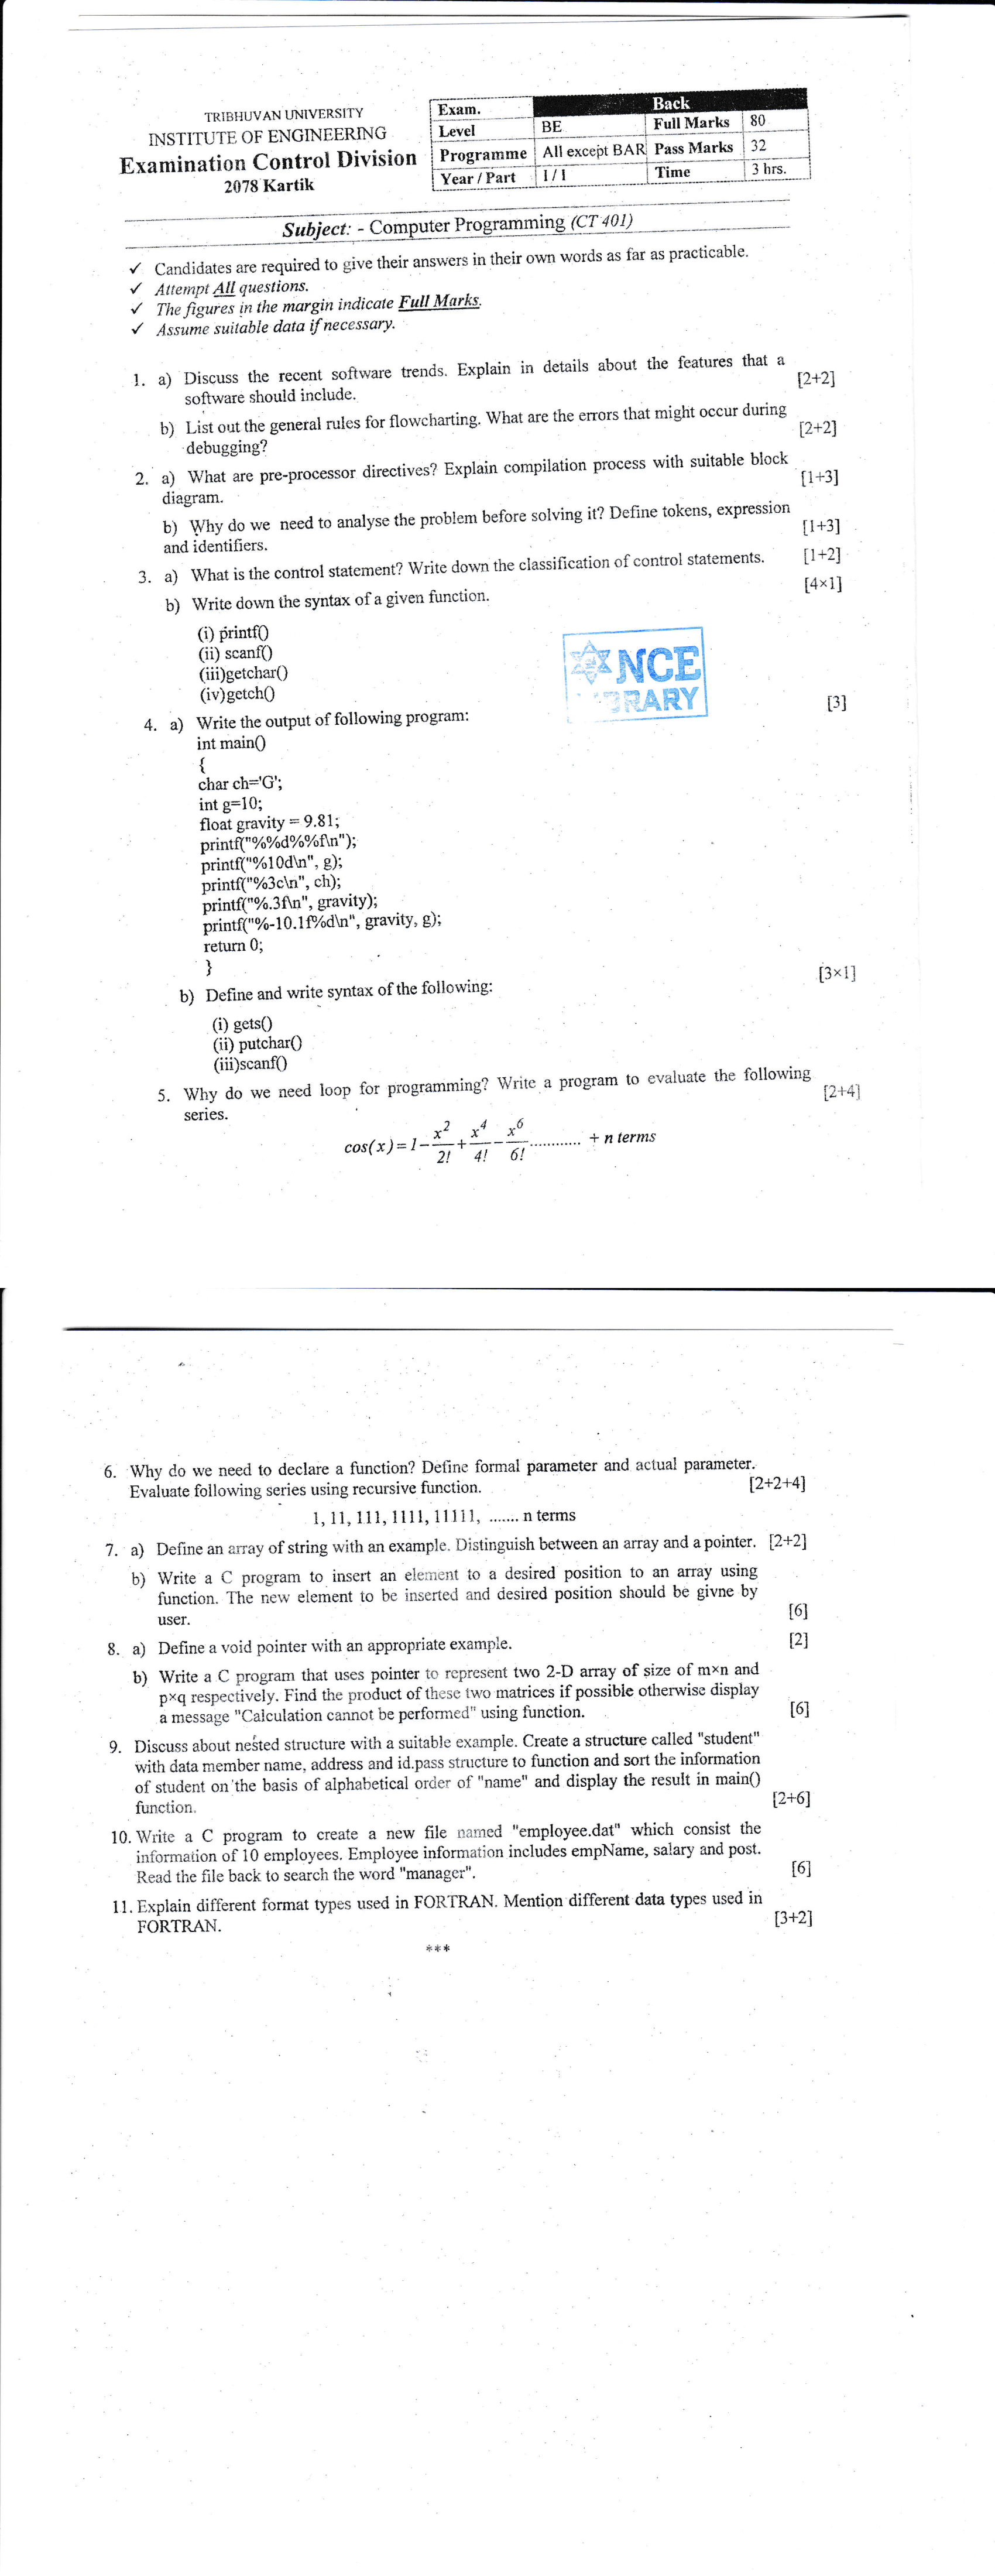 TRIBHUVAN UNIVERSITY
INSTITUTE OF ENGINEERING
Examination Control Division
2078 Kartik
Exam. Back
Level BE Full Marks 80
Programme All except BAR Pass Marks 32
Year / Part I / I Time 3 hrs.
Subject: - Computer Programming (CT 401)
✓ Candidates are required to give their answers in their own words as far as practicable.
✓ Attempt All questions.
✓ The figures in the margin indicate Full Marks.
✓ Assume suitable data if necessary.
1. a) Discuss the recent software trends. Explain in details about the features that a
software should include. [2+2]
b) List out the general rules for flowcharting. What are the errors that might occur during
debugging? [2+2]
2. a) What are pre-processor directives? Explain compilation process with suitable block
diagram. [1+3]
b) Why do we need to analyse the problem before solving it? Define tokens, expression
and identifiers. [1+3]
3. a) What is the control statement? Write down the classification of control statements. [1+2]
b) Write down the syntax of a given function. [4×1]
(i) printf()
(ii) scanf()
(iii)getchar()
(iv)getch()
NCE
RARY
4. a) Write the output of following program: [3]
int main()
{
char ch='G';
int g=10;
float gravity = 9.81;
printf("%%d%%f\n");
printf("%10d\n", g);
printf("%3c\n", ch);
printf("%.3f\n", gravity);
printf("%-10.1f%d\n", gravity, g);
return 0;
}
b) Define and write syntax of the following: [3×1]
(i) gets()
(ii) putchar()
(iii)scanf()
5. Why do we need loop for programming? Write a program to evaluate the following
series. [2+4]
cos(x)=1-x²/2!+x⁴/4!-x⁶/6!............ + n terms
6. Why do we need to declare a function? Define formal parameter and actual parameter.
Evaluate following series using recursive function. [2+2+4]
1, 11, 111, 1111, 11111, ....... n terms
7. a) Define an array of string with an example. Distinguish between an array and a pointer. [2+2]
b) Write a C program to insert an element to a desired position to an array using
function. The new element to be inserted and desired position should be givne by
user. [6]
8. a) Define a void pointer with an appropriate example. [2]
b) Write a C program that uses pointer to represent two 2-D array of size of m×n and
p×q respectively. Find the product of these two matrices if possible otherwise display
a message "Calculation cannot be performed" using function. [6]
9. Discuss about nested structure with a suitable example. Create a structure called "student"
with data member name, address and id.pass structure to function and sort the information
of student on the basis of alphabetical order of "name" and display the result in main()
function. [2+6]
10. Write a C program to create a new file named "employee.dat" which consist the
information of 10 employees. Employee information includes empName, salary and post.
Read the file back to search the word "manager". [6]
11. Explain different format types used in FORTRAN. Mention different data types used in
FORTRAN. [3+2]
***